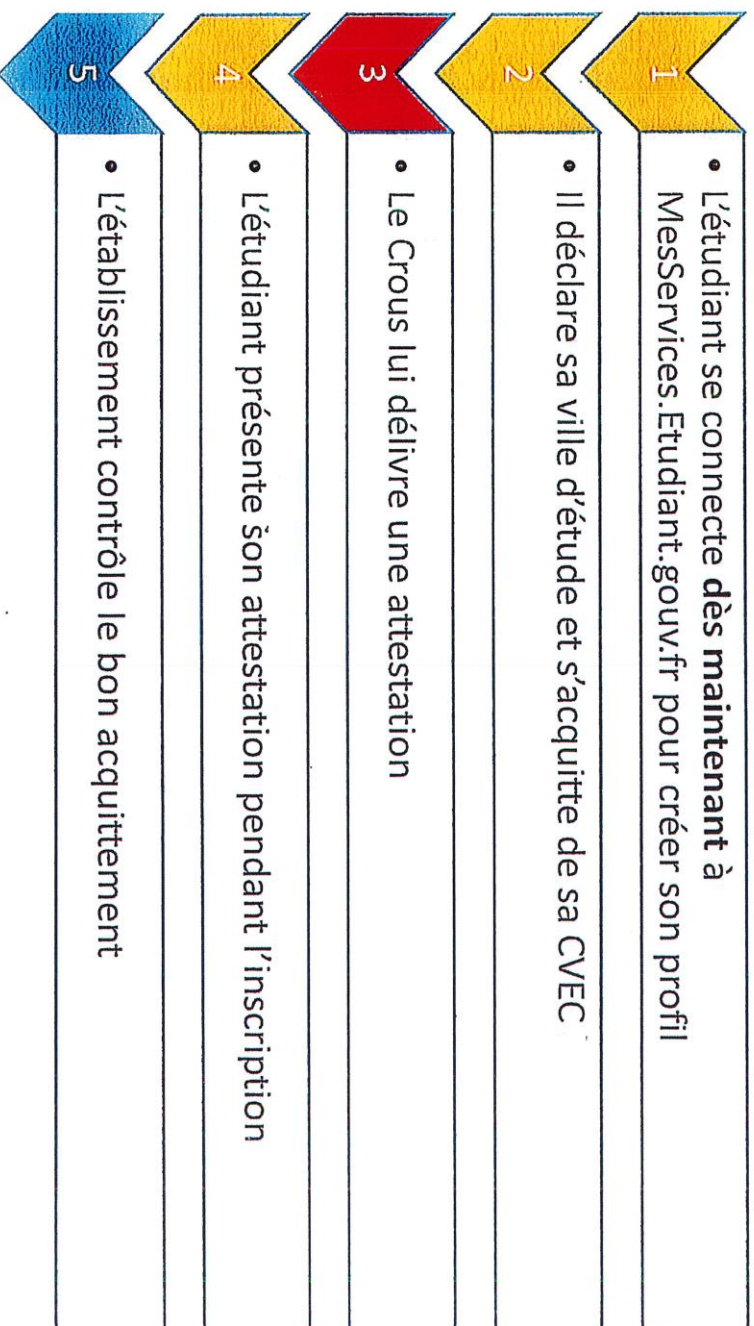 1
• L'étudiant se connecte dès maintenant à
MesServices.Etudiant.gouv.fr pour créer son profil
2
• Il déclare sa ville d'étude et s'acquitte de sa CVEC
3
• Le Crous lui délivre une attestation
4
• L'étudiant présente son attestation pendant l'inscription
5
• L'établissement contrôle le bon acquittement